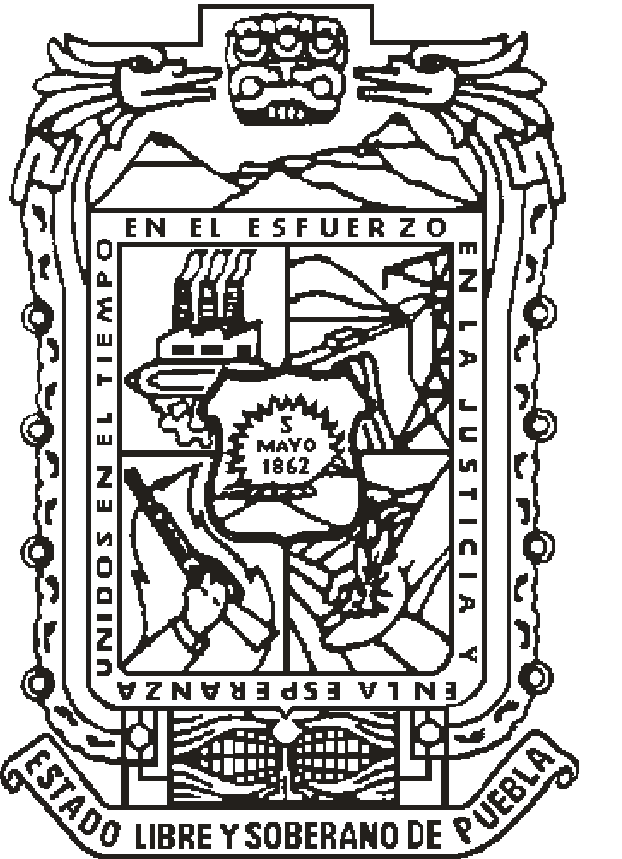 UNIDOS EN EL TIEMPO
EN EL ESFUERZO
EN LA JUSTICIA Y
EN LA ESPERANZA
5
MAYO
1862
ESTADO LIBRE Y SOBERANO DE PUEBLA